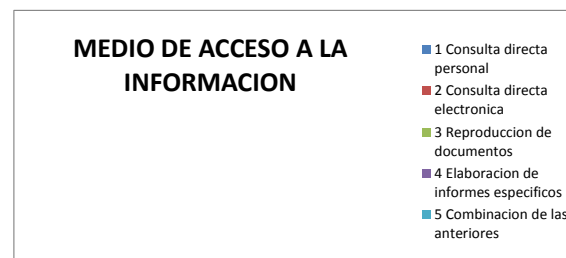 MEDIO DE ACCESO A LA
INFORMACION
1 Consulta directa
personal
2 Consulta directa
electronica
3 Reproduccion de
documentos
4 Elaboracion de
informes especificos
5 Combinacion de las
anteriores